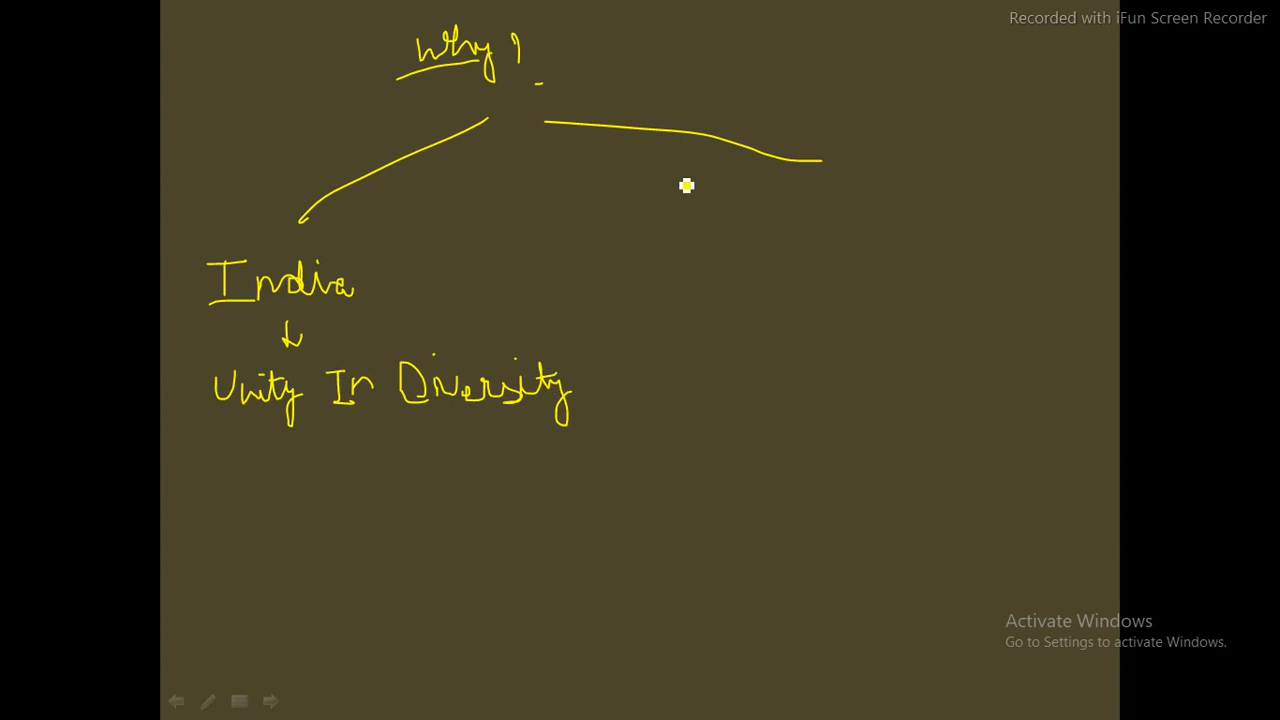 Recorded with iFun Screen Recorder
Why?
India
Unity In Diversity
Activate Windows
Go to Settings to activate Windows.